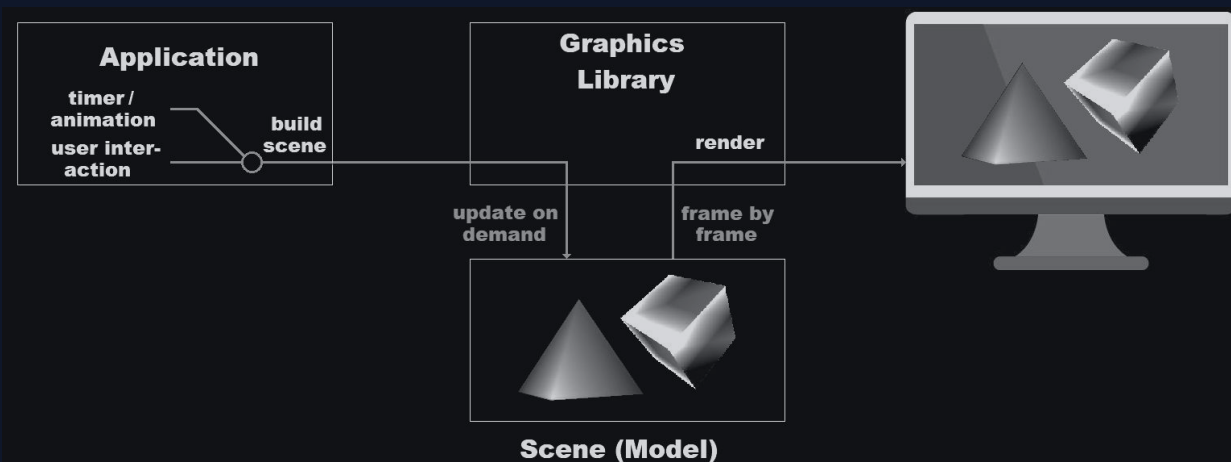 Application
timer /
animation
user inter-
action
build
scene
Graphics
Library
render
update on
demand
frame by
frame
Scene (Model)